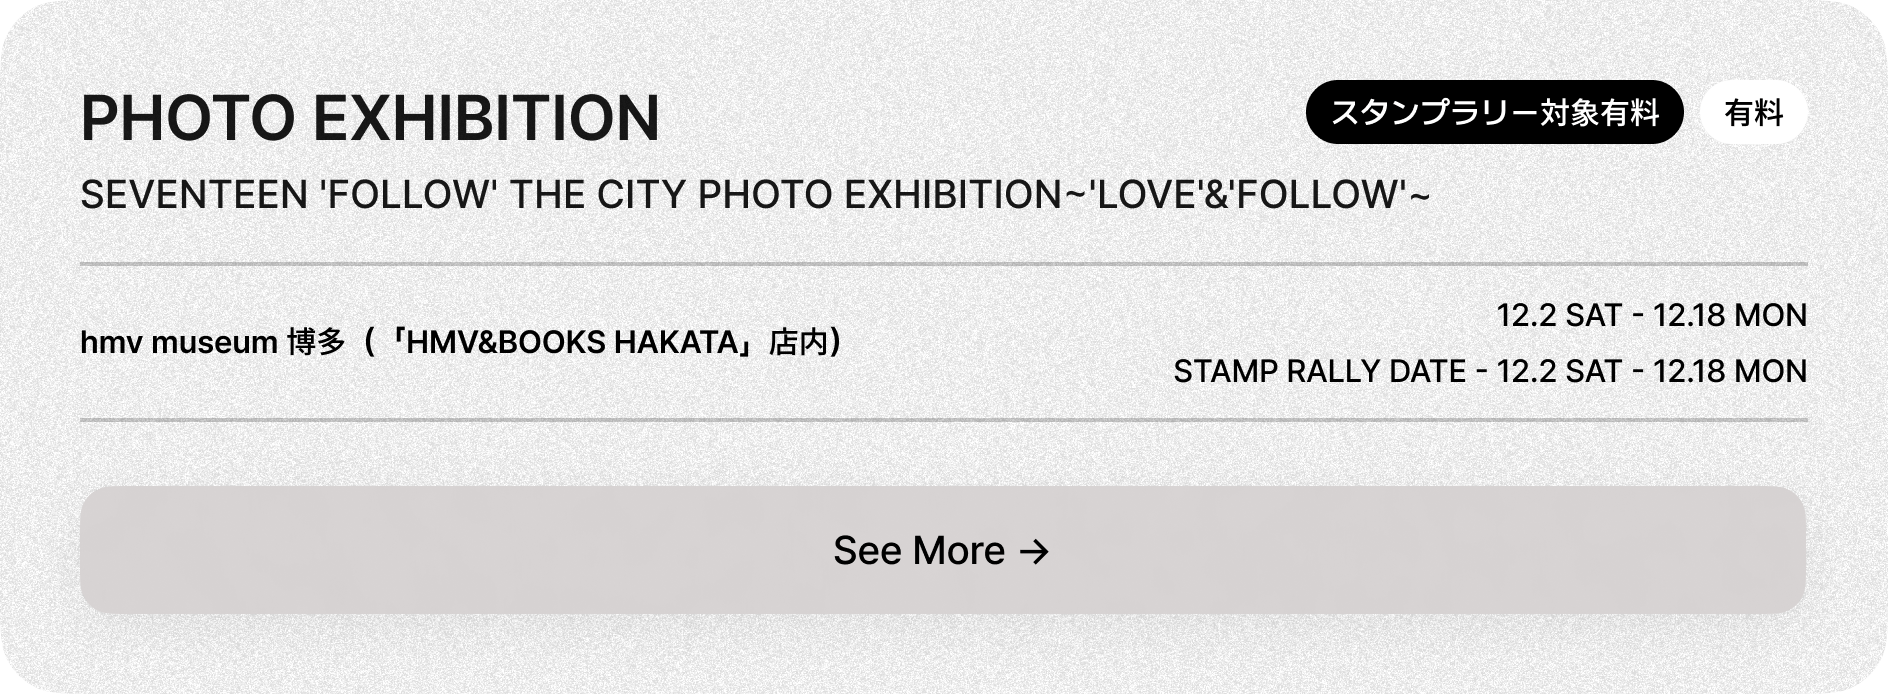 PHOTO EXHIBITION
スタンプラリー対象有料
有料
SEVENTEEN 'FOLLOW' THE CITY PHOTO EXHIBITION~'LOVE'&'FOLLOW'~
hmv museum 博多（「HMV&BOOKS HAKATA」店内）
12.2 SAT - 12.18 MON
STAMP RALLY DATE - 12.2 SAT - 12.18 MON
See More →